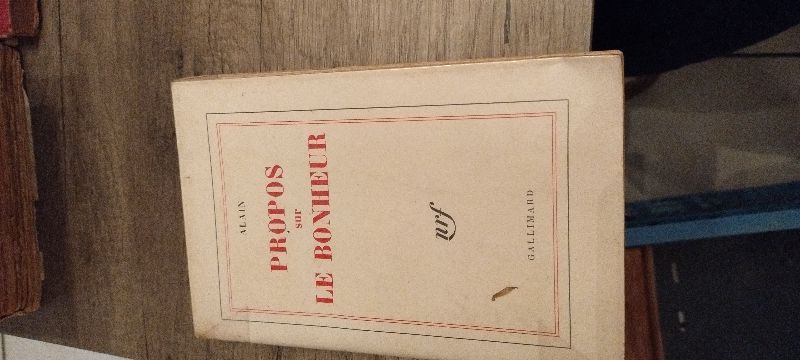 ALAIN
PROPOS
sur
LE BONHEUR
nrf
GALLIMARD